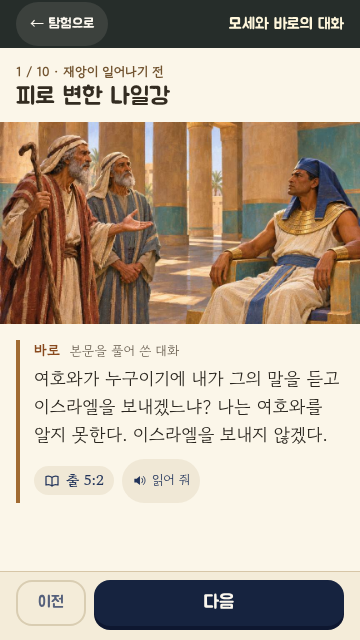 ← 탐험으로
모세와 바로의 대화
1 / 10 · 재앙이 일어나기 전
피로 변한 나일강
바로 본문을 풀어 쓴 대화
여호와가 누구이기에 내가 그의 말을 듣고
이스라엘을 보내겠느냐? 나는 여호와를
알지 못한다. 이스라엘을 보내지 않겠다.
출 5:2
읽어 줘
이전
다음